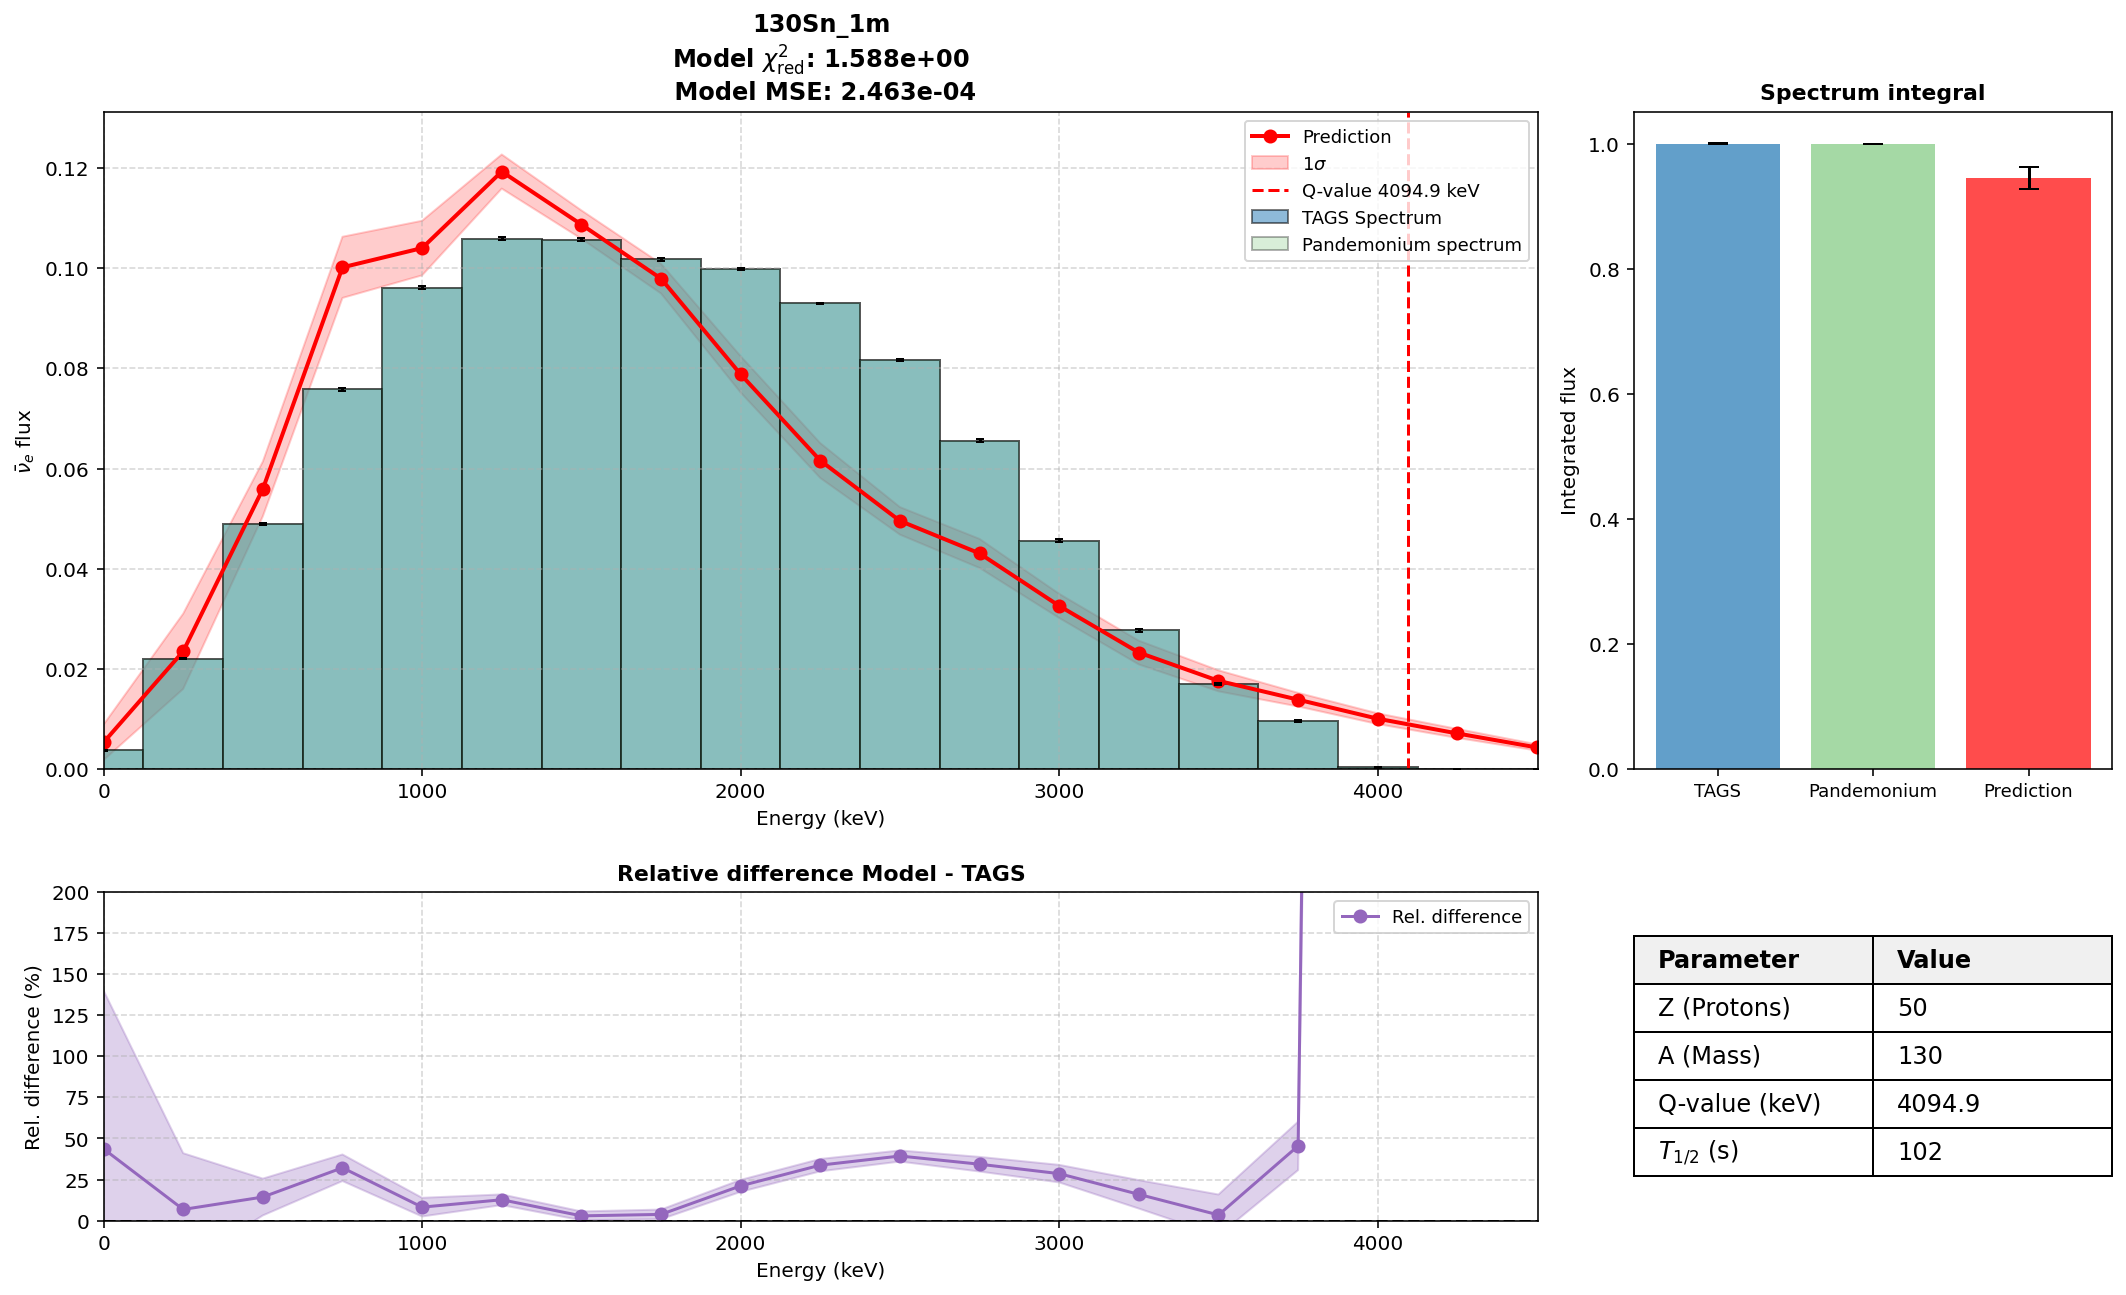 130Sn_1m
Model χ²red: 1.588e+00
Model MSE: 2.463e-04
ν̄e flux
0.12
0.10
0.08
0.06
0.04
0.02
0.00
0 1000 2000 3000 4000
Energy (keV)
Prediction
1σ
Q-value 4094.9 keV
TAGS Spectrum
Pandemonium spectrum
Spectrum integral
Integrated flux
1.0
0.8
0.6
0.4
0.2
0.0
TAGS Pandemonium Prediction
Relative difference Model - TAGS
Rel. difference (%)
200
175
150
125
100
75
50
25
0
0 1000 2000 3000 4000
Energy (keV)
Rel. difference
Parameter Value
Z (Protons) 50
A (Mass) 130
Q-value (keV) 4094.9
T1/2 (s) 102